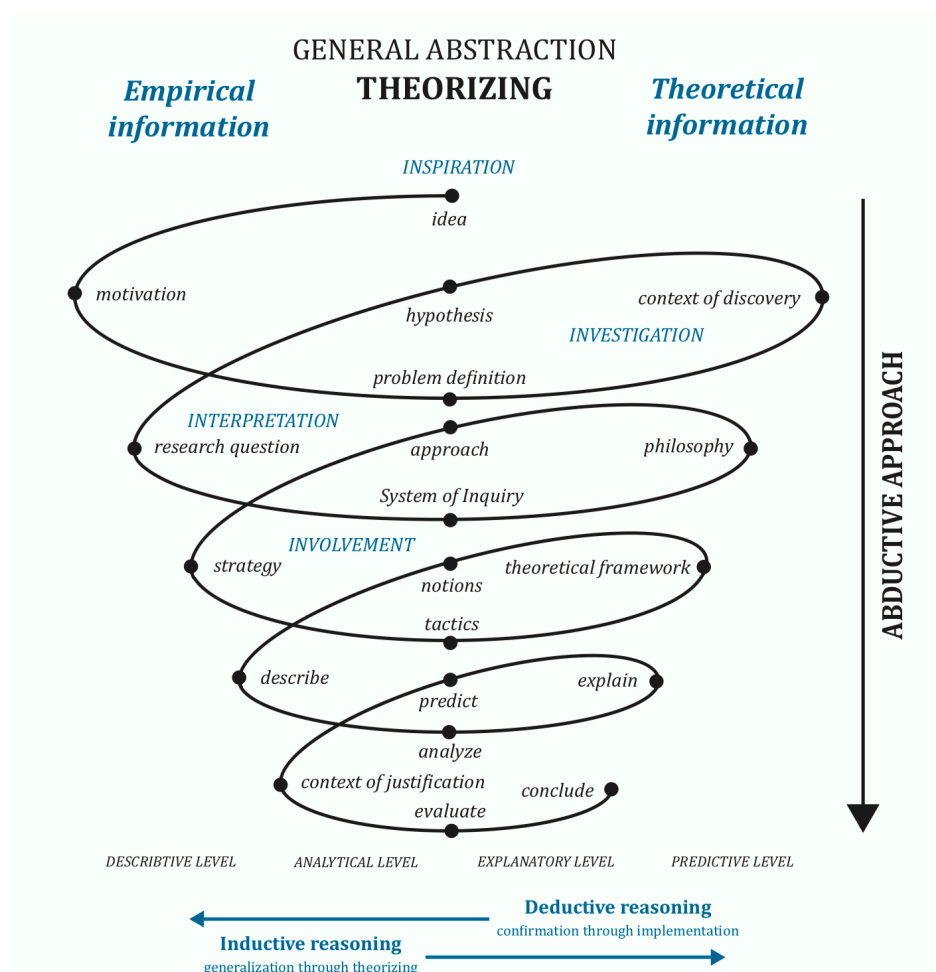 GENERAL ABSTRACTION
THEORIZING
Empirical
information
Theoretical
information
INSPIRATION
idea
motivation
hypothesis
context of discovery
INVESTIGATION
problem definition
INTERPRETATION
research question
approach
philosophy
System of Inquiry
INVOLVEMENT
strategy
notions
theoretical framework
tactics
describe
predict
explain
analyze
context of justification
conclude
evaluate
ABDUCTIVE APPROACH
DESCRIBTIVE LEVEL
ANALYTICAL LEVEL
EXPLANATORY LEVEL
PREDICTIVE LEVEL
Deductive reasoning
confirmation through implementation
Inductive reasoning
generalization through theorizing